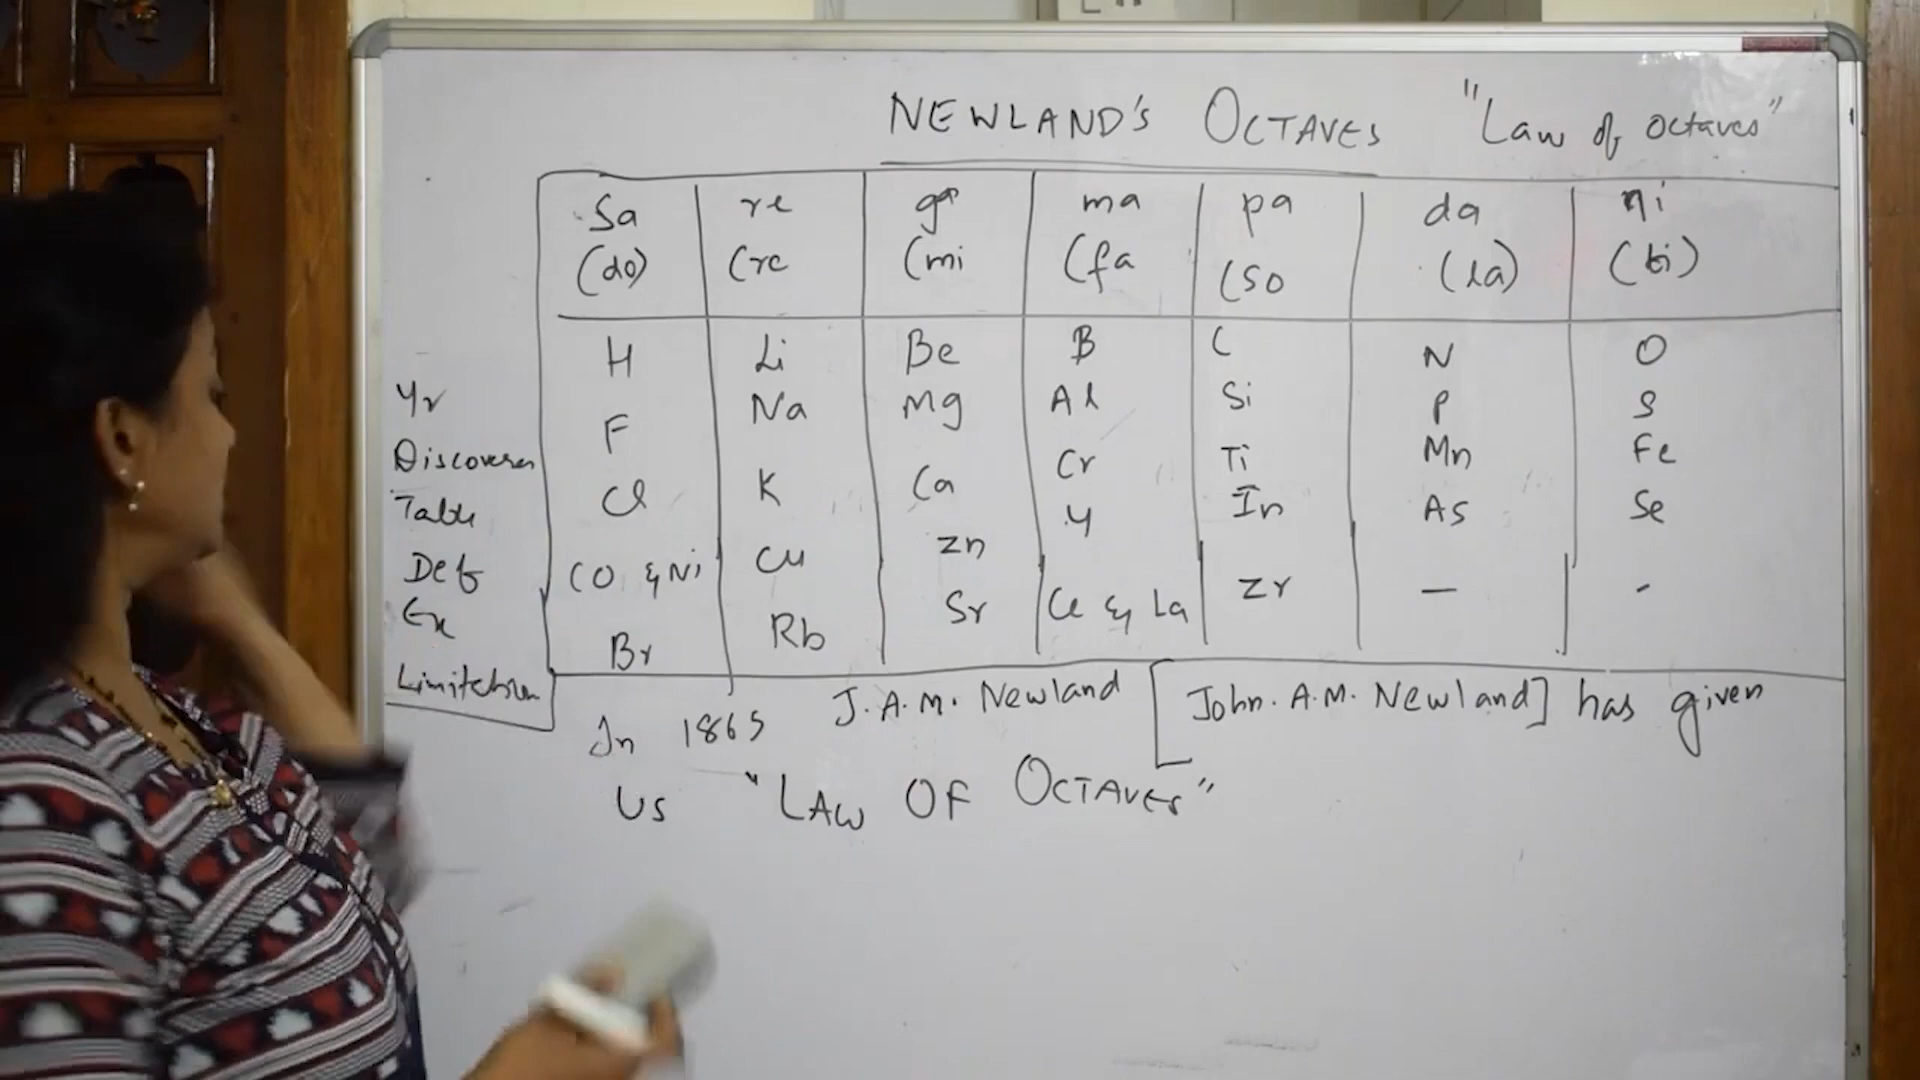 NEWLAND'S OCTAVES "Law of octaves"
Sa re ga ma pa da ni
(do) (re (mi (fa (so (la) (ti)
H Li Be B C N O
F Na Mg Al Si P S
Cl K Ca Cr Ti Mn Fe
CO & Ni Cu Zn Y In As Se
Br Rb Sr Ce & La Zr — -
Yr
Discoverer
Table
Def
Ex
Limitation
In 1865 J.A.M. Newland [John. A.M. Newland] has given
us "LAW OF OCTAVES"